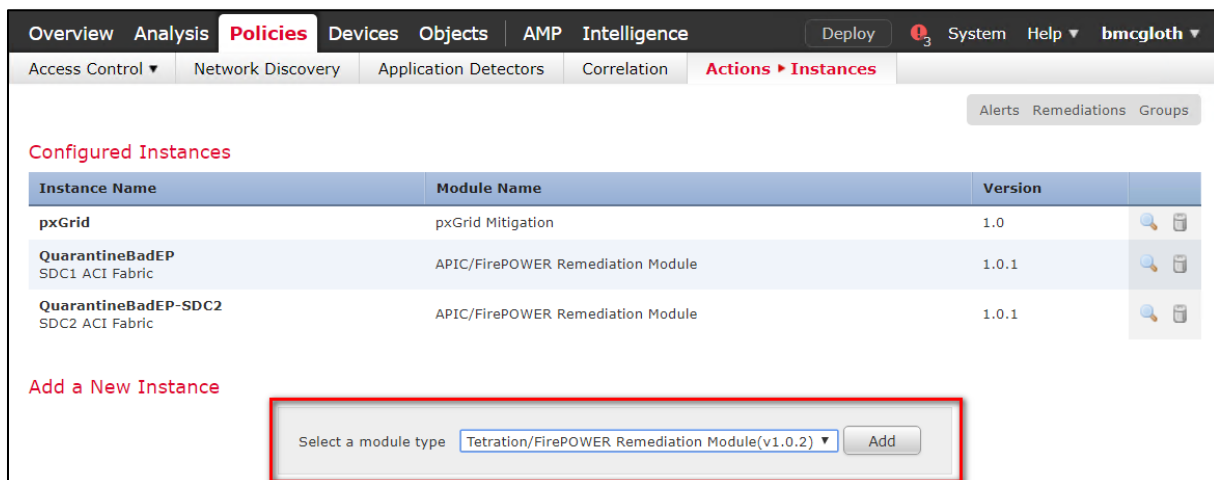 Overview Analysis Policies Devices Objects AMP Intelligence Deploy 3 System Help ▾ bmcgloth ▾
Access Control ▾ Network Discovery Application Detectors Correlation Actions ▸ Instances
Alerts Remediations Groups
Configured Instances
Instance Name Module Name Version
pxGrid pxGrid Mitigation 1.0
QuarantineBadEP
SDC1 ACI Fabric APIC/FirePOWER Remediation Module 1.0.1
QuarantineBadEP-SDC2
SDC2 ACI Fabric APIC/FirePOWER Remediation Module 1.0.1
Add a New Instance
Select a module type Tetration/FirePOWER Remediation Module(v1.0.2) ▾ Add